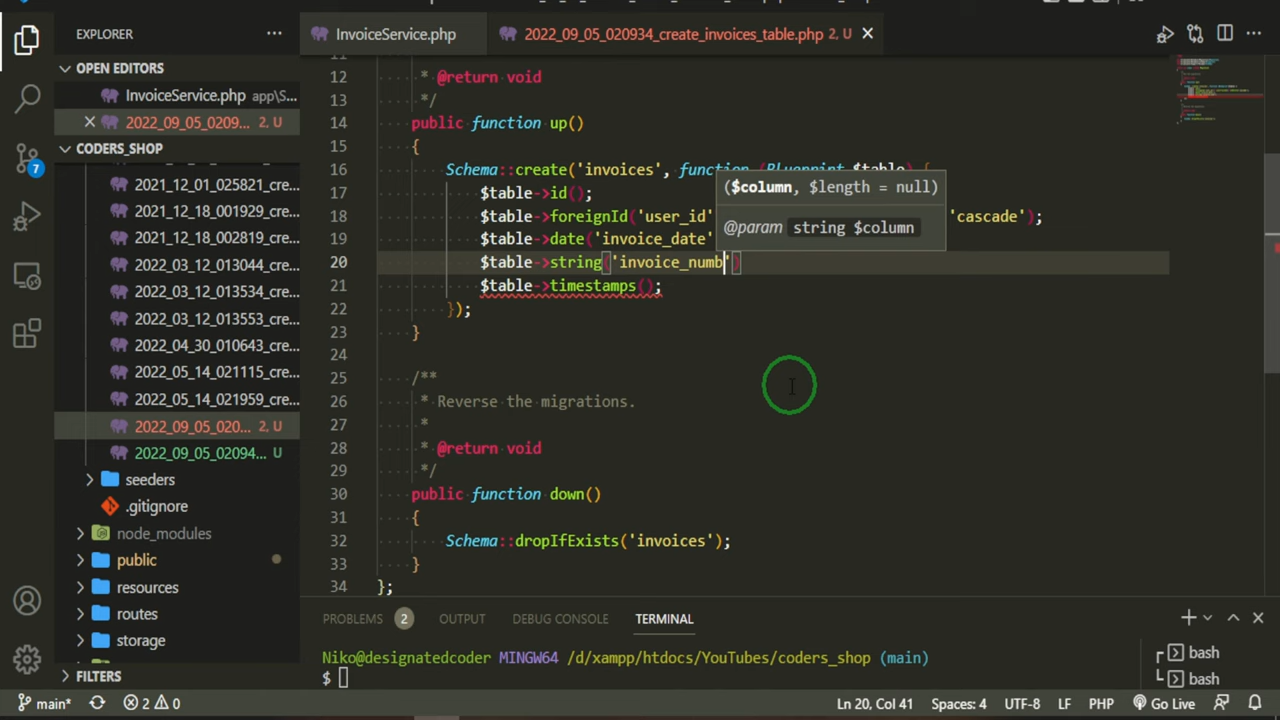 EXPLORER
InvoiceService.php
2022_09_05_020934_create_invoices_table.php 2, U
OPEN EDITORS
InvoiceService.php app\S...
2022_09_05_0209... 2, U
CODERS_SHOP
2021_12_01_025821_cre...
2021_12_18_001929_cre...
2021_12_18_002819_cre...
2022_03_12_013044_cre...
2022_03_12_013534_cre...
2022_03_12_013553_cre...
2022_04_30_010643_cre...
2022_05_14_021115_cre...
2022_05_14_021959_cre...
2022_09_05_020... 2, U
2022_09_05_02094... U
seeders
.gitignore
node_modules
public
resources
routes
storage
FILTERS
12 * @return void
13 */
14 public function up()
15 {
16 Schema::create('invoices', function (Blueprint $table) {
17 $table->id();
18 $table->foreignId('user_id' 'cascade');
19 $table->date('invoice_date'
20 $table->string('invoice_numb')
21 $table->timestamps();
22 });
23 }
24
25 /**
26 * Reverse the migrations.
27 *
28 * @return void
29 */
30 public function down()
31 {
32 Schema::dropIfExists('invoices');
33 }
34 };
($column, $length = null)
@param string $column
7
PROBLEMS 2 OUTPUT DEBUG CONSOLE TERMINAL
Niko@designatedcoder MINGW64 /d/xampp/htdocs/YouTubes/coders_shop (main)
$
bash
bash
main* 2 0 Ln 20, Col 41 Spaces: 4 UTF-8 LF PHP Go Live